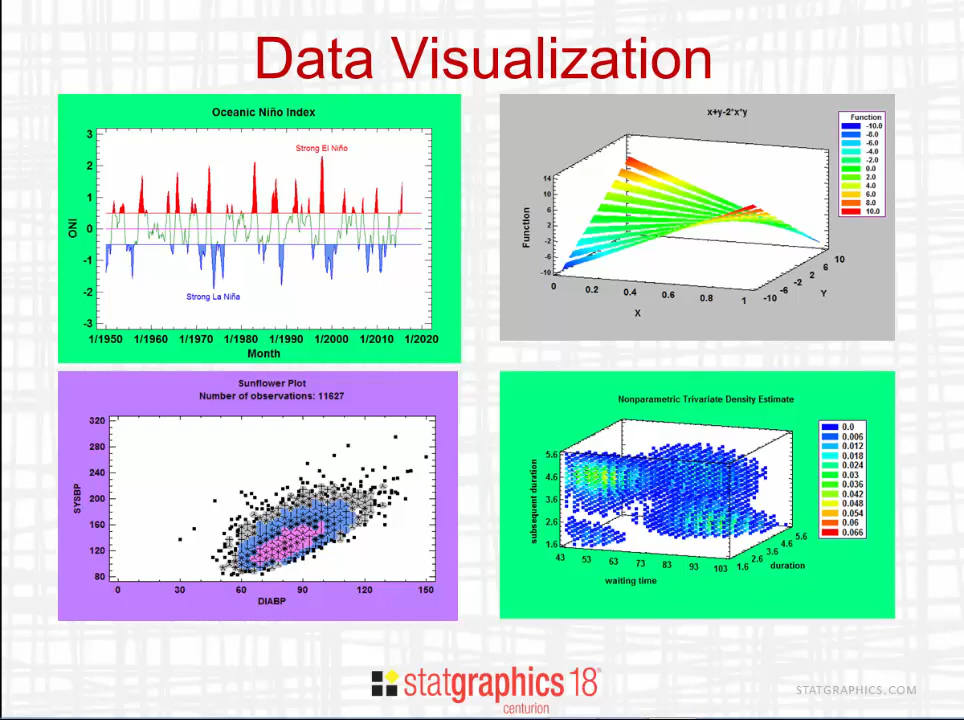 Data Visualization
Oceanic Niño Index
3
2
1
0
-1
-2
-3
ONI
Strong El Niño
Strong La Niña
1/1950 1/1960 1/1970 1/1980 1/1990 1/2000 1/2010 1/2020
Month
x+y-2*x*y
Function
-10.0
-8.0
-6.0
-4.0
-2.0
0.0
2.0
4.0
6.0
8.0
10.0
14
10
6
2
-2
-6
-10
Function
0 0.2 0.4 0.6 0.8 1
X
-10 -6 -2 2 6 10
Y
Sunflower Plot
Number of observations: 11627
320
280
240
200
160
120
80
SYSBP
0 30 60 90 120 150
DIABP
Nonparametric Trivariate Density Estimate
0.0
0.006
0.012
0.018
0.024
0.03
0.036
0.042
0.048
0.054
0.06
0.066
5.6
4.6
3.6
2.6
1.6
subsequent duration
43 53 63 73 83 93 103
waiting time
1.6 2.6 3.6 4.6 5.6
duration
statgraphics 18®
centurion
STATGRAPHICS.COM